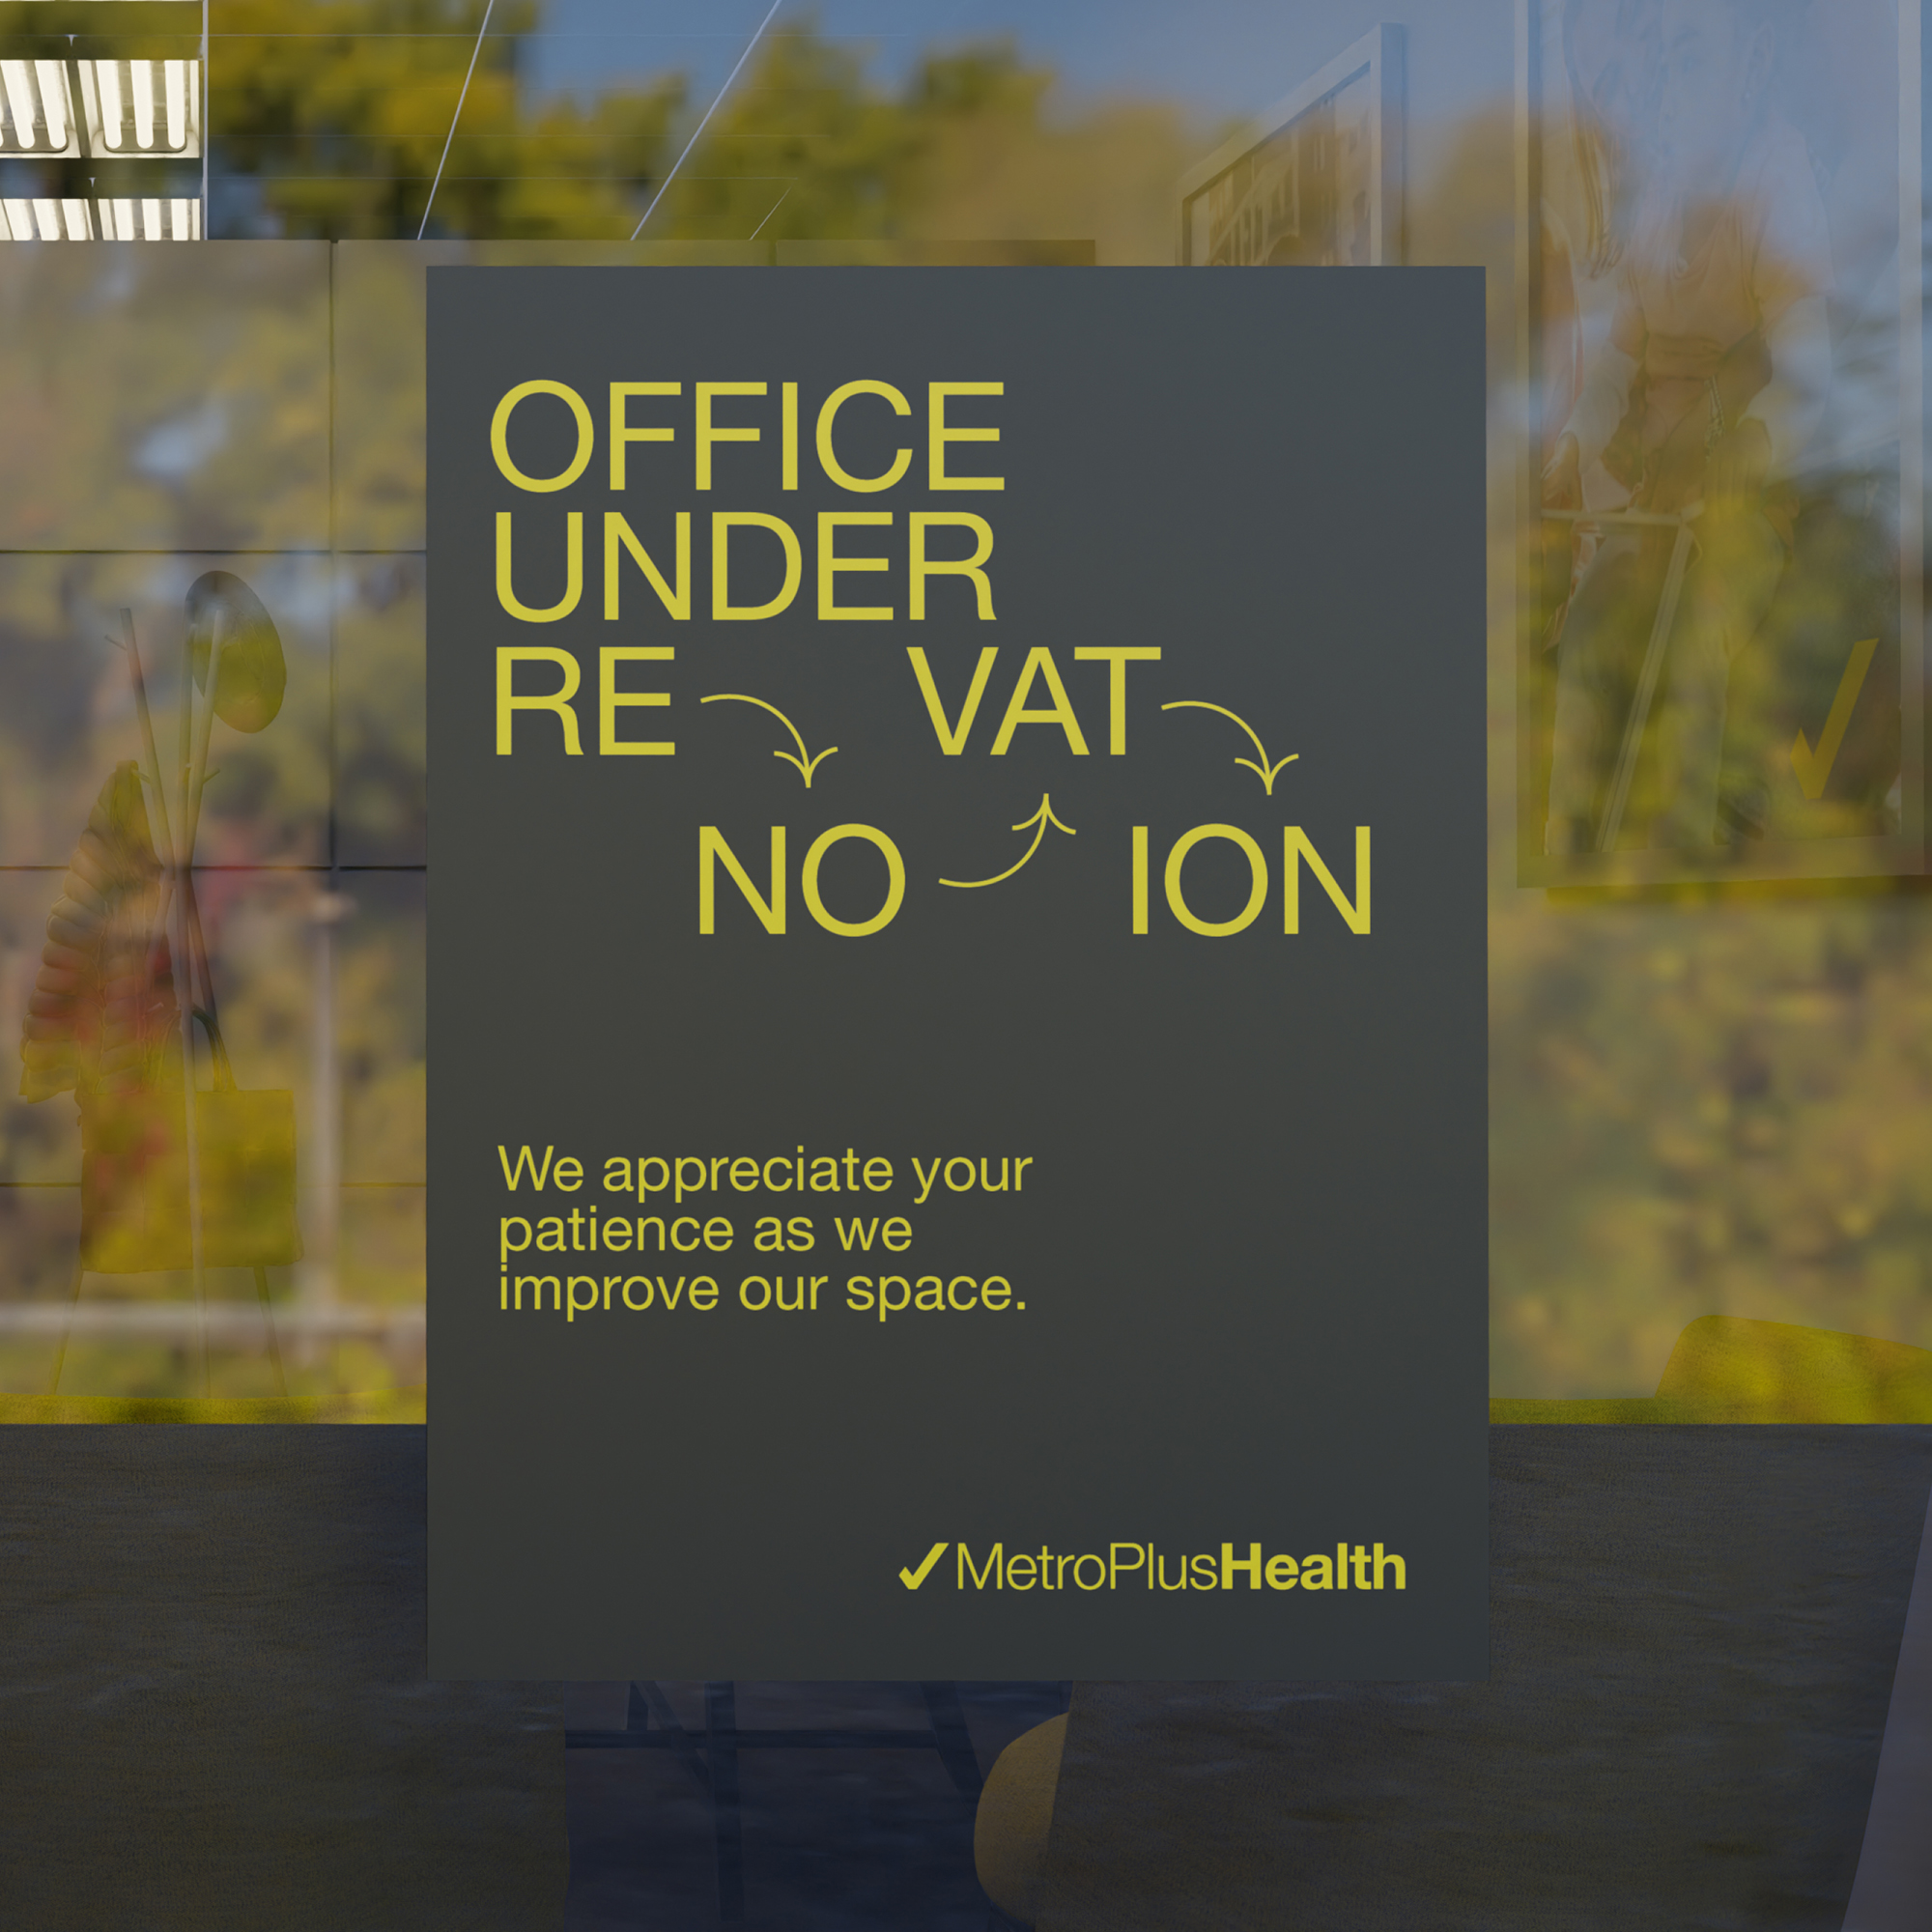 OFFICE
UNDER
RE VAT
NO ION
We appreciate your
patience as we
improve our space.
MetroPlusHealth